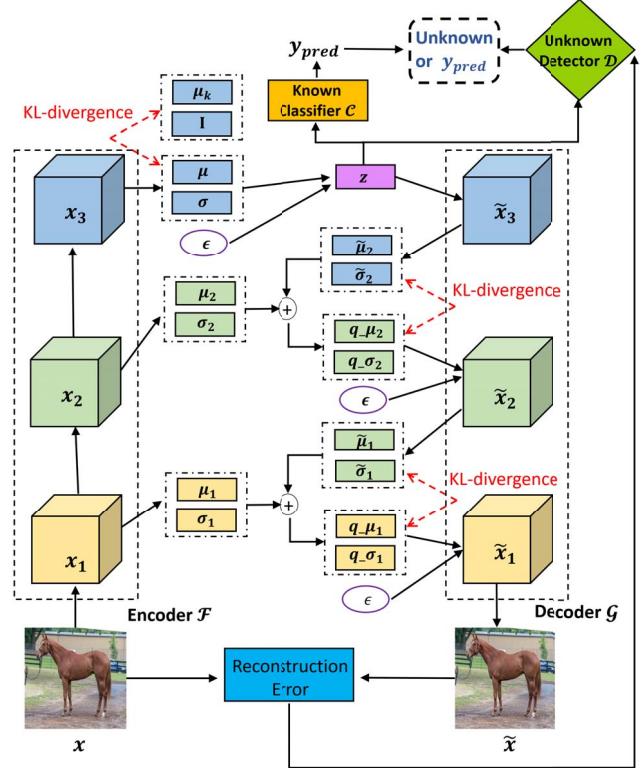 y_pred
Unknown
or y_pred
Unknown
Detector 𝒟
Known
Classifier 𝒞
μ_k
I
KL-divergence
μ
σ
z
x_3
x̃_3
ϵ
μ̃_2
σ̃_2
μ_2
σ_2
+
KL-divergence
q_μ_2
q_σ_2
x_2
x̃_2
ϵ
μ̃_1
σ̃_1
μ_1
σ_1
+
KL-divergence
q_μ_1
q_σ_1
x_1
x̃_1
ϵ
Encoder ℱ
Decoder 𝒢
Reconstruction
Error
x
x̃